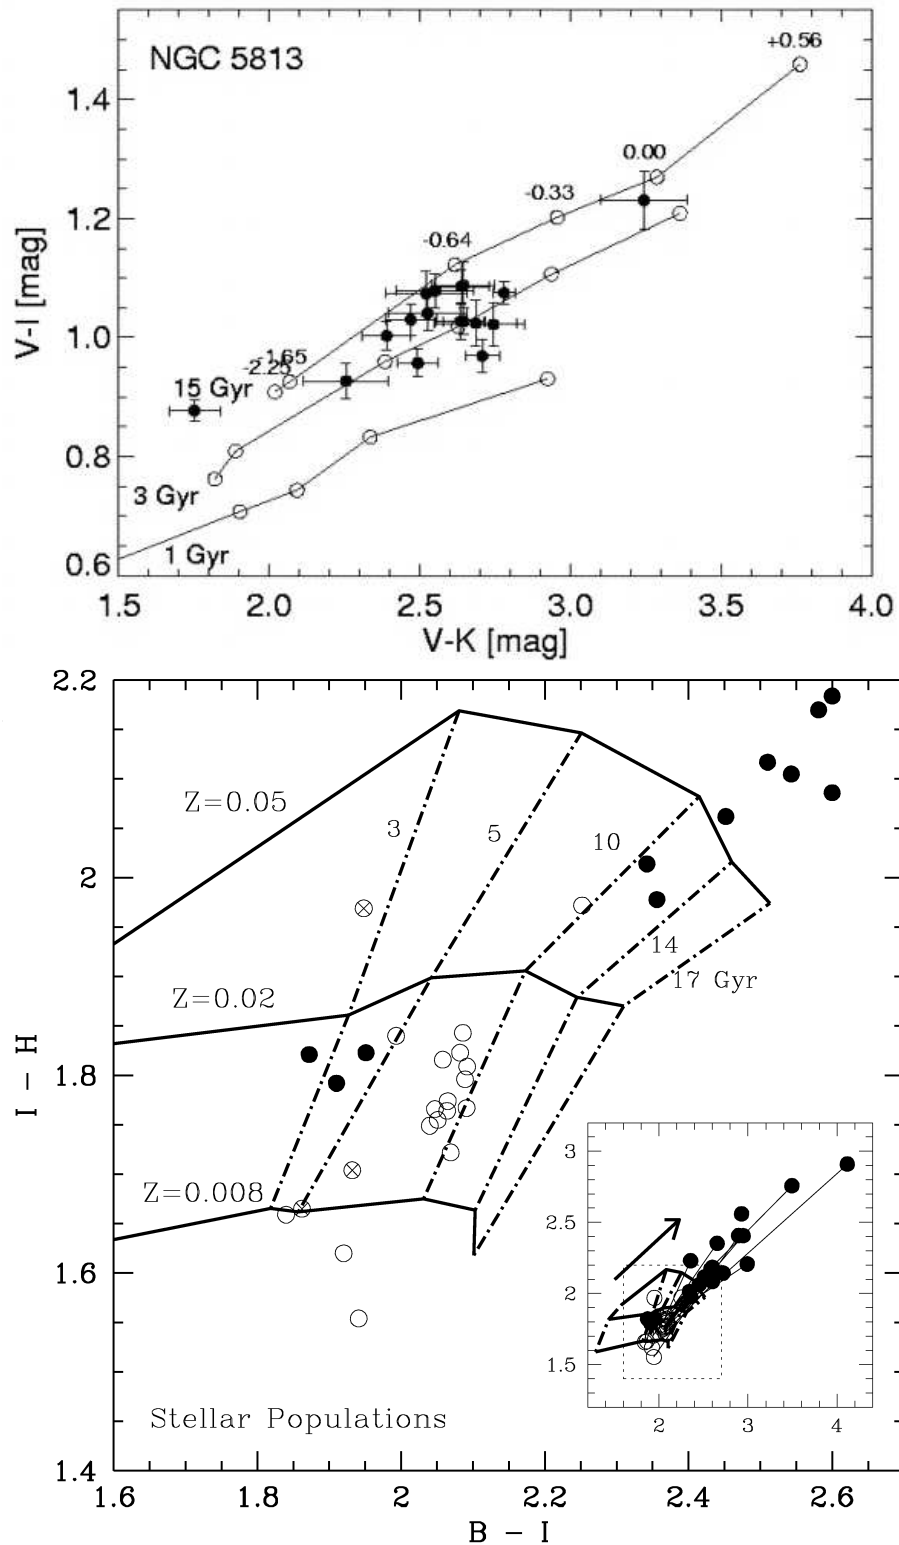 NGC 5813
+0.56
1.4
0.00
-0.33
1.2
-0.64
V-I [mag]
1.0
-1.65
-2.25
15 Gyr
0.8
3 Gyr
1 Gyr
0.6
1.5 2.0 2.5 3.0 3.5 4.0
V-K [mag]
2.2
Z=0.05
3
5
10
2
14
17 Gyr
Z=0.02
I - H
1.8
Z=0.008
3
2.5
2
1.5
2 3 4
1.6
Stellar Populations
1.4
1.6 1.8 2 2.2 2.4 2.6
B - I